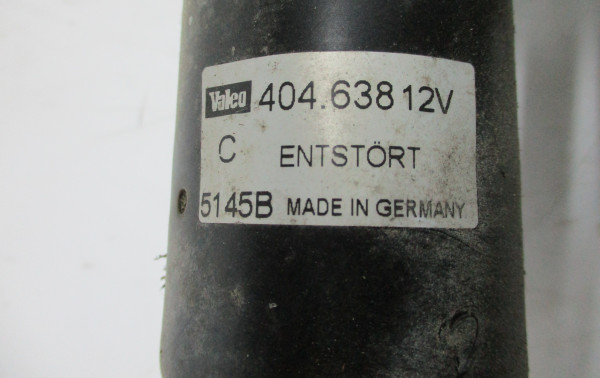 Valeo 404.638 12V
C ENTSTÖRT
5145B MADE IN GERMANY